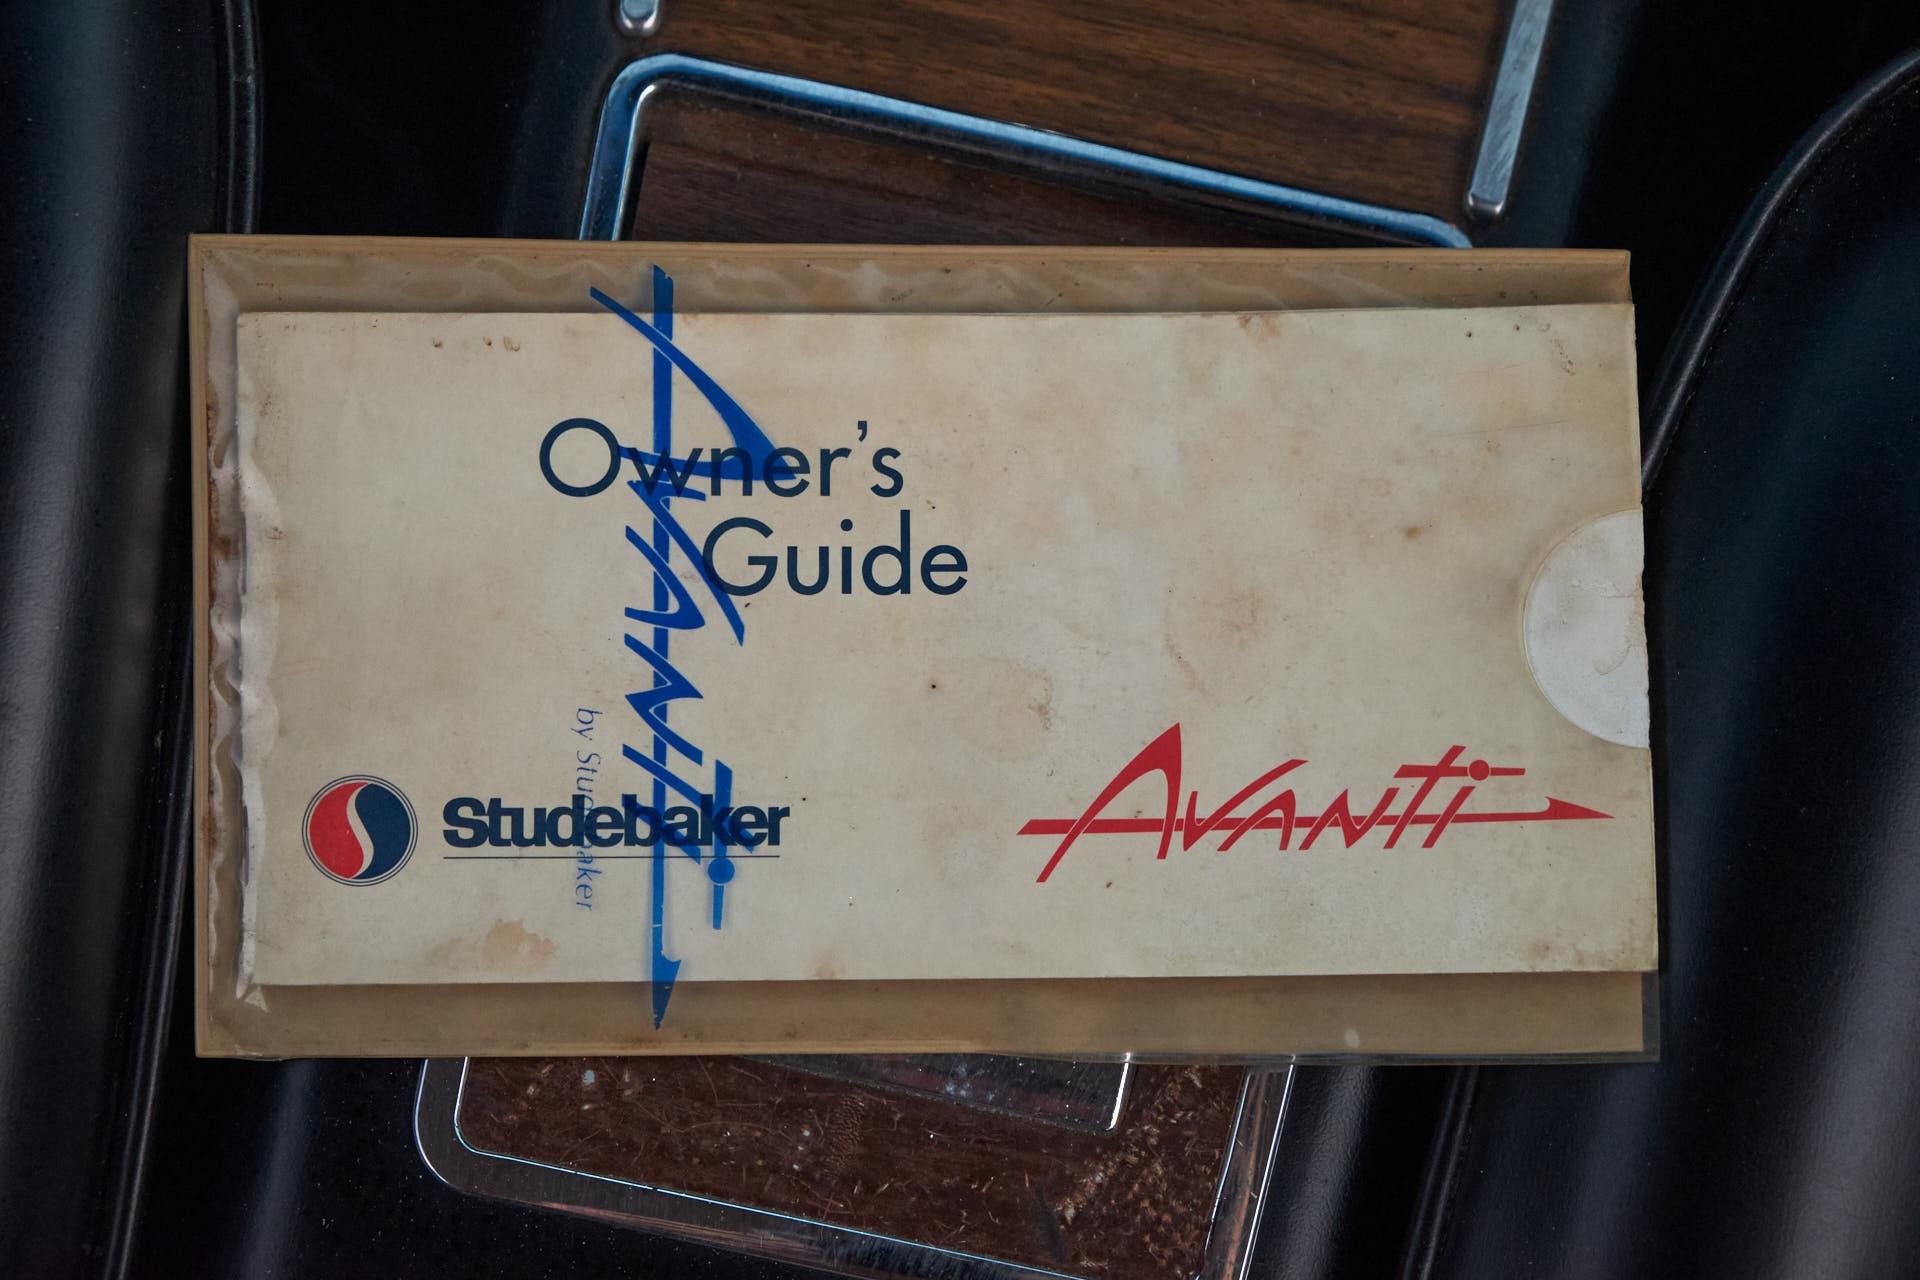 Owner's
Guide
Avanti
by Studebaker
Studebaker
Avanti